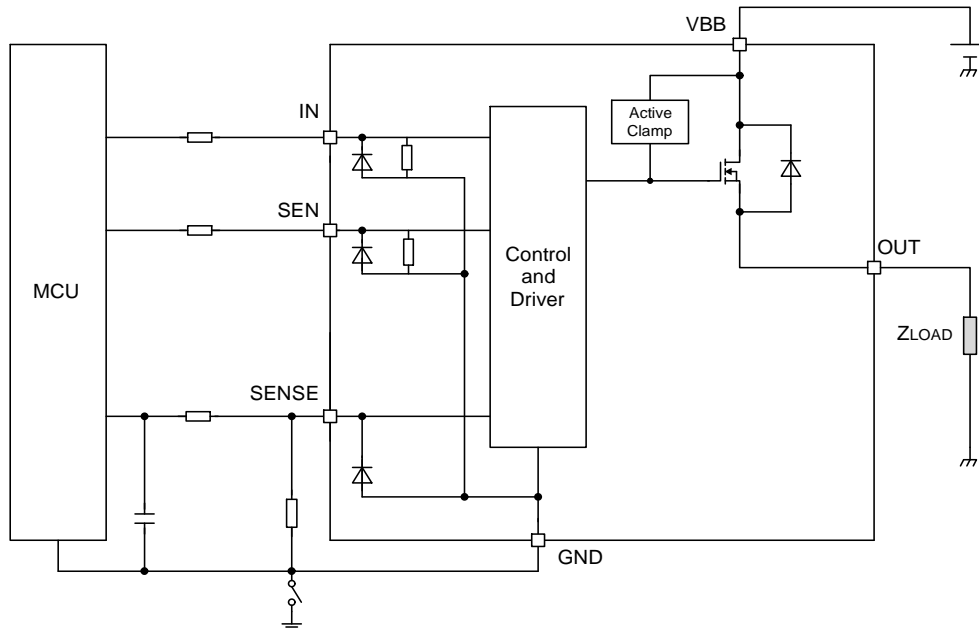 VBB
IN
Active
Clamp
SEN
OUT
Control
and
Driver
MCU
ZLOAD
SENSE
GND